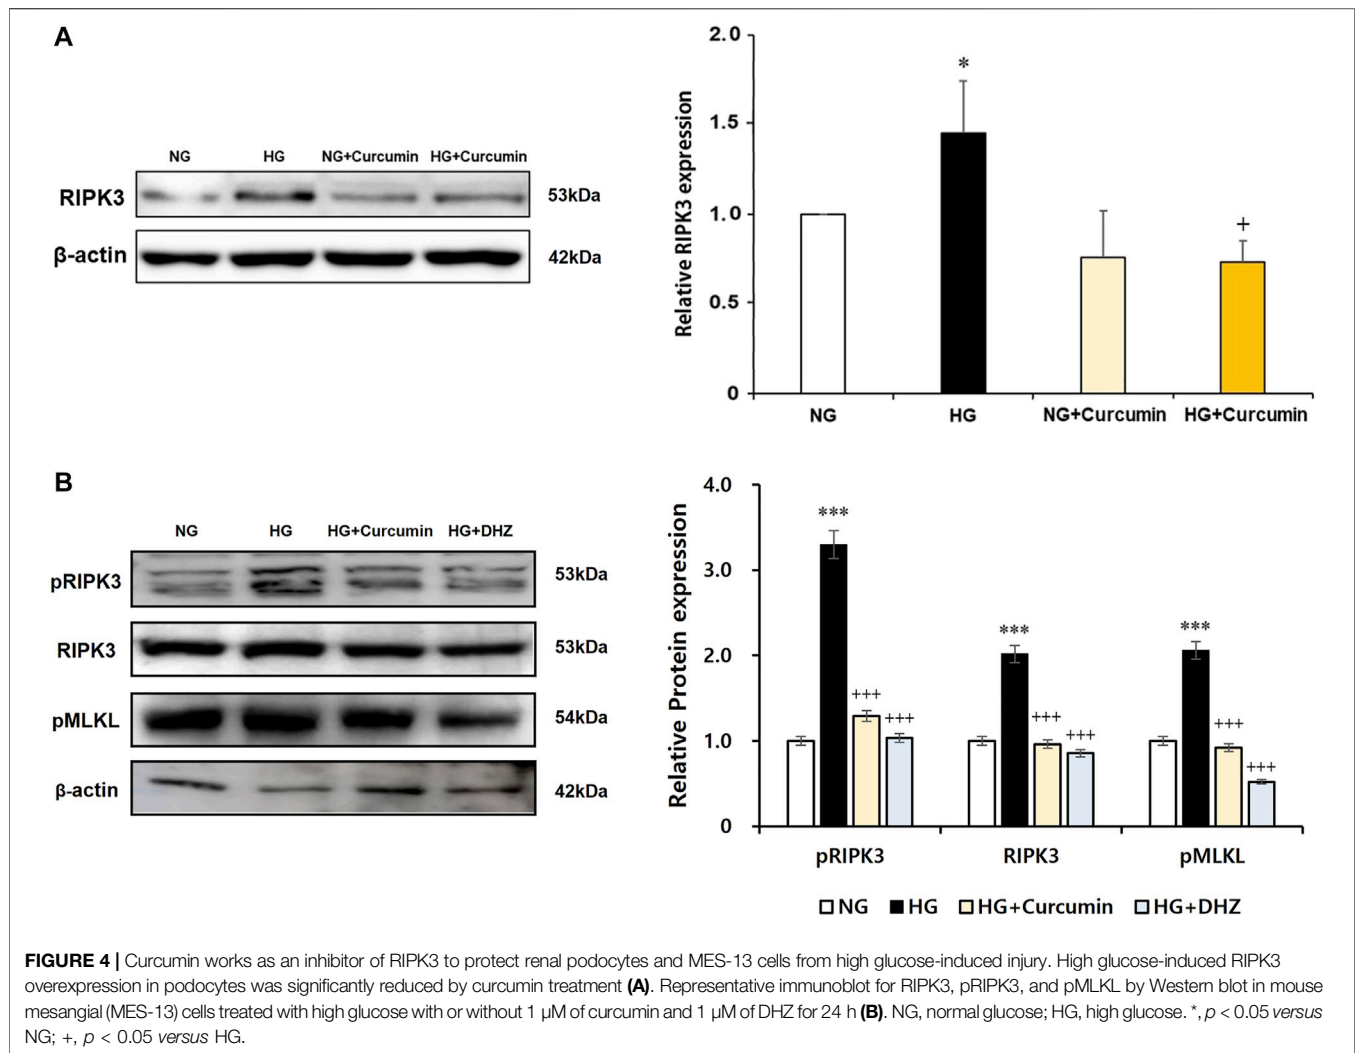 A
NG HG NG+Curcumin HG+Curcumin
RIPK3 53kDa
β-actin 42kDa
Relative RIPK3 expression
2.0
1.5
1.0
0.5
0
*
+
NG HG NG+Curcumin HG+Curcumin
B
NG HG HG+Curcumin HG+DHZ
pRIPK3 53kDa
RIPK3 53kDa
pMLKL 54kDa
β-actin 42kDa
Relative Protein expression
4.0
3.0
2.0
1.0
0
*** +++ +++
*** +++ +++
*** +++ +++
pRIPK3 RIPK3 pMLKL
NG HG HG+Curcumin HG+DHZ
FIGURE 4 | Curcumin works as an inhibitor of RIPK3 to protect renal podocytes and MES-13 cells from high glucose-induced injury. High glucose-induced RIPK3
overexpression in podocytes was significantly reduced by curcumin treatment (A). Representative immunoblot for RIPK3, pRIPK3, and pMLKL by Western blot in mouse
mesangial (MES-13) cells treated with high glucose with or without 1 μM of curcumin and 1 μM of DHZ for 24 h (B). NG, normal glucose; HG, high glucose. *, p < 0.05 versus
NG; +, p < 0.05 versus HG.